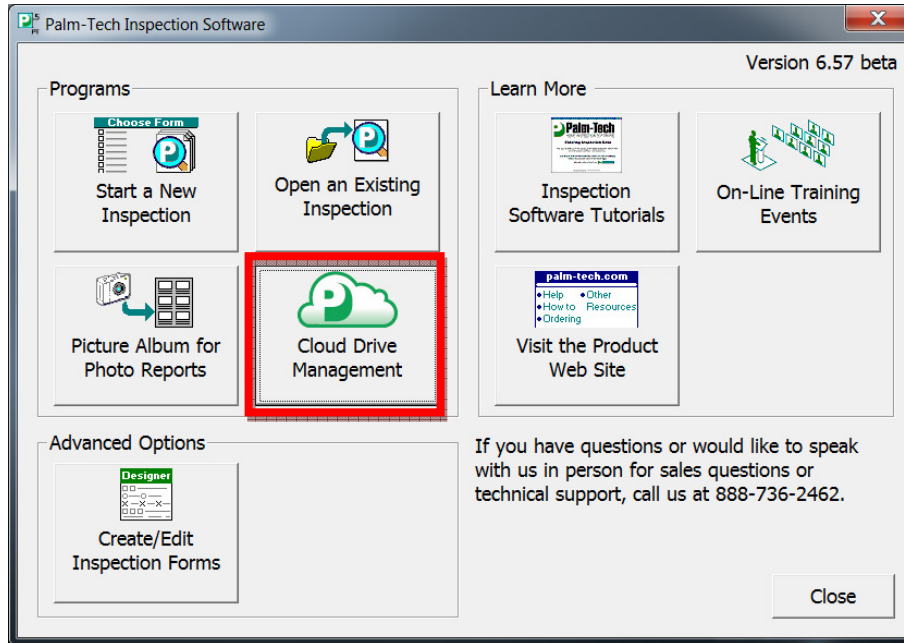 Palm-Tech Inspection Software
Version 6.57 beta
Programs
Choose Form
Start a New
Inspection
Open an Existing
Inspection
Picture Album for
Photo Reports
Cloud Drive
Management
Learn More
Palm-Tech
Inspection
Software Tutorials
On-Line Training
Events
palm-tech.com
•Help •Other
•How to Resources
•Ordering
Visit the Product
Web Site
Advanced Options
Designer
Create/Edit
Inspection Forms
If you have questions or would like to speak
with us in person for sales questions or
technical support, call us at 888-736-2462.
Close